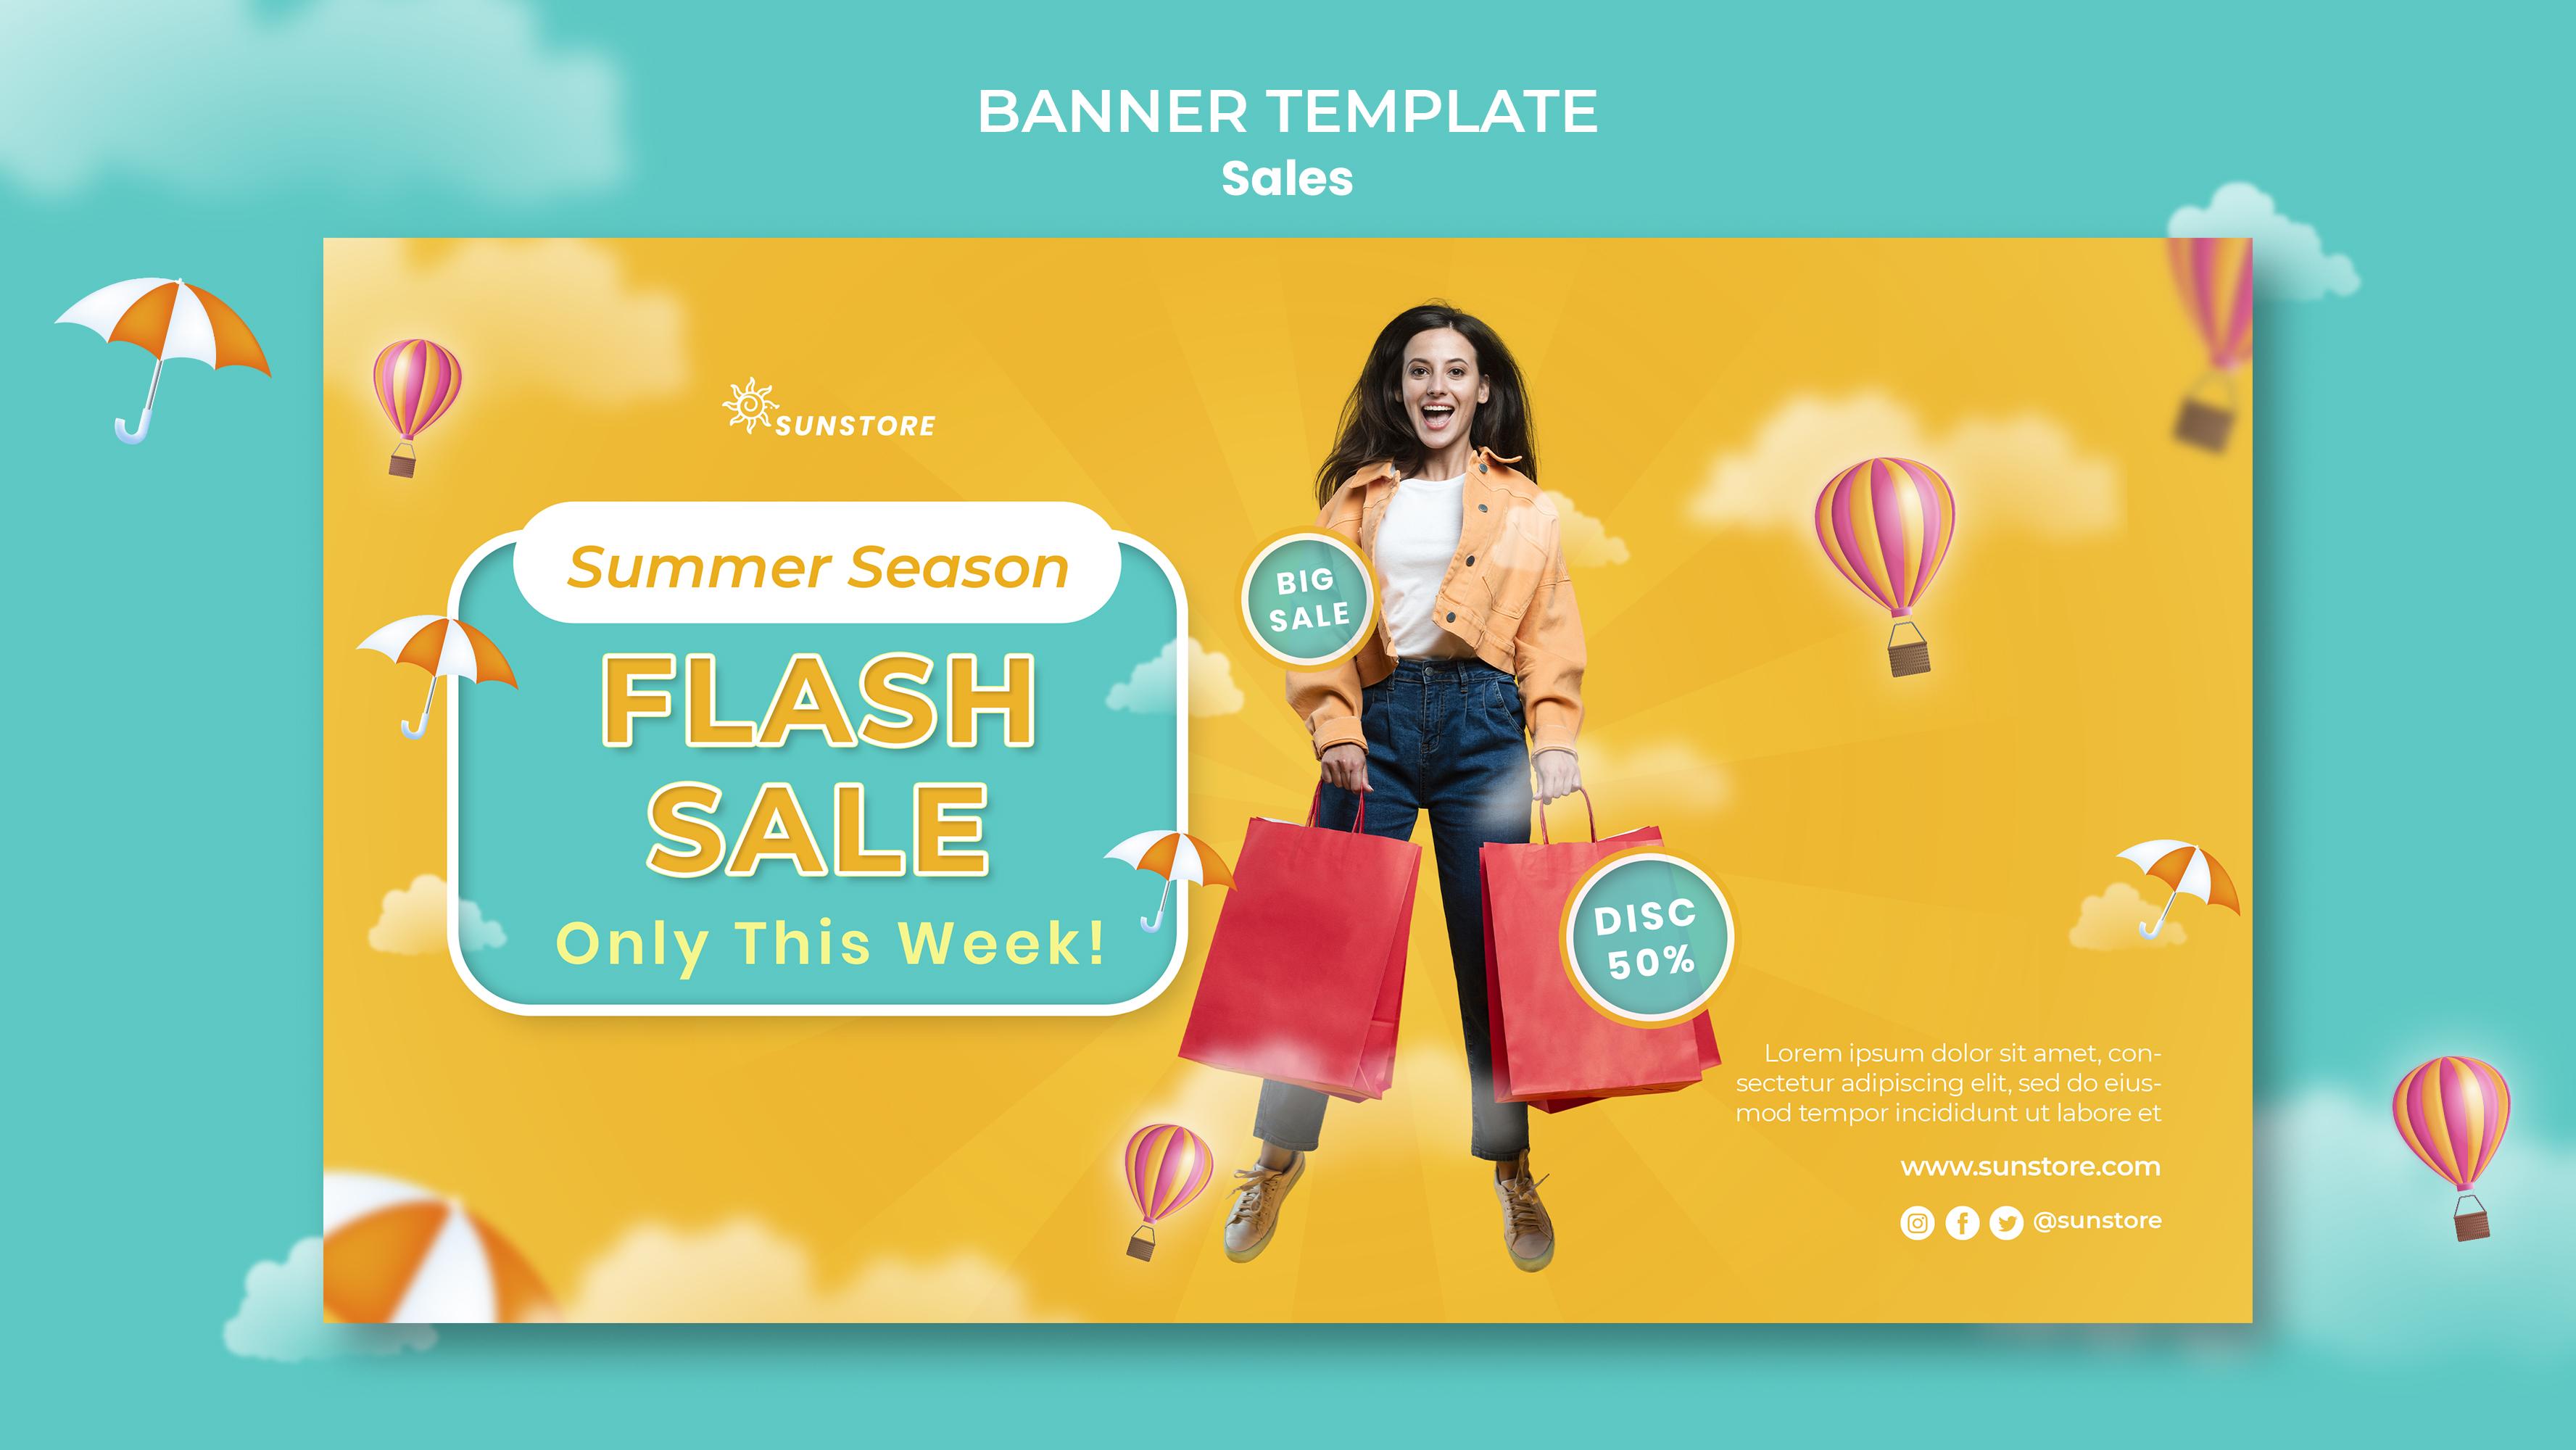 BANNER TEMPLATE
Sales
SUNSTORE
Summer Season
FLASH
SALE
Only This Week!
BIG
SALE
DISC
50%
Lorem ipsum dolor sit amet, con-
sectetur adipiscing elit, sed do eius-
mod tempor incididunt ut labore et
www.sunstore.com
@sunstore